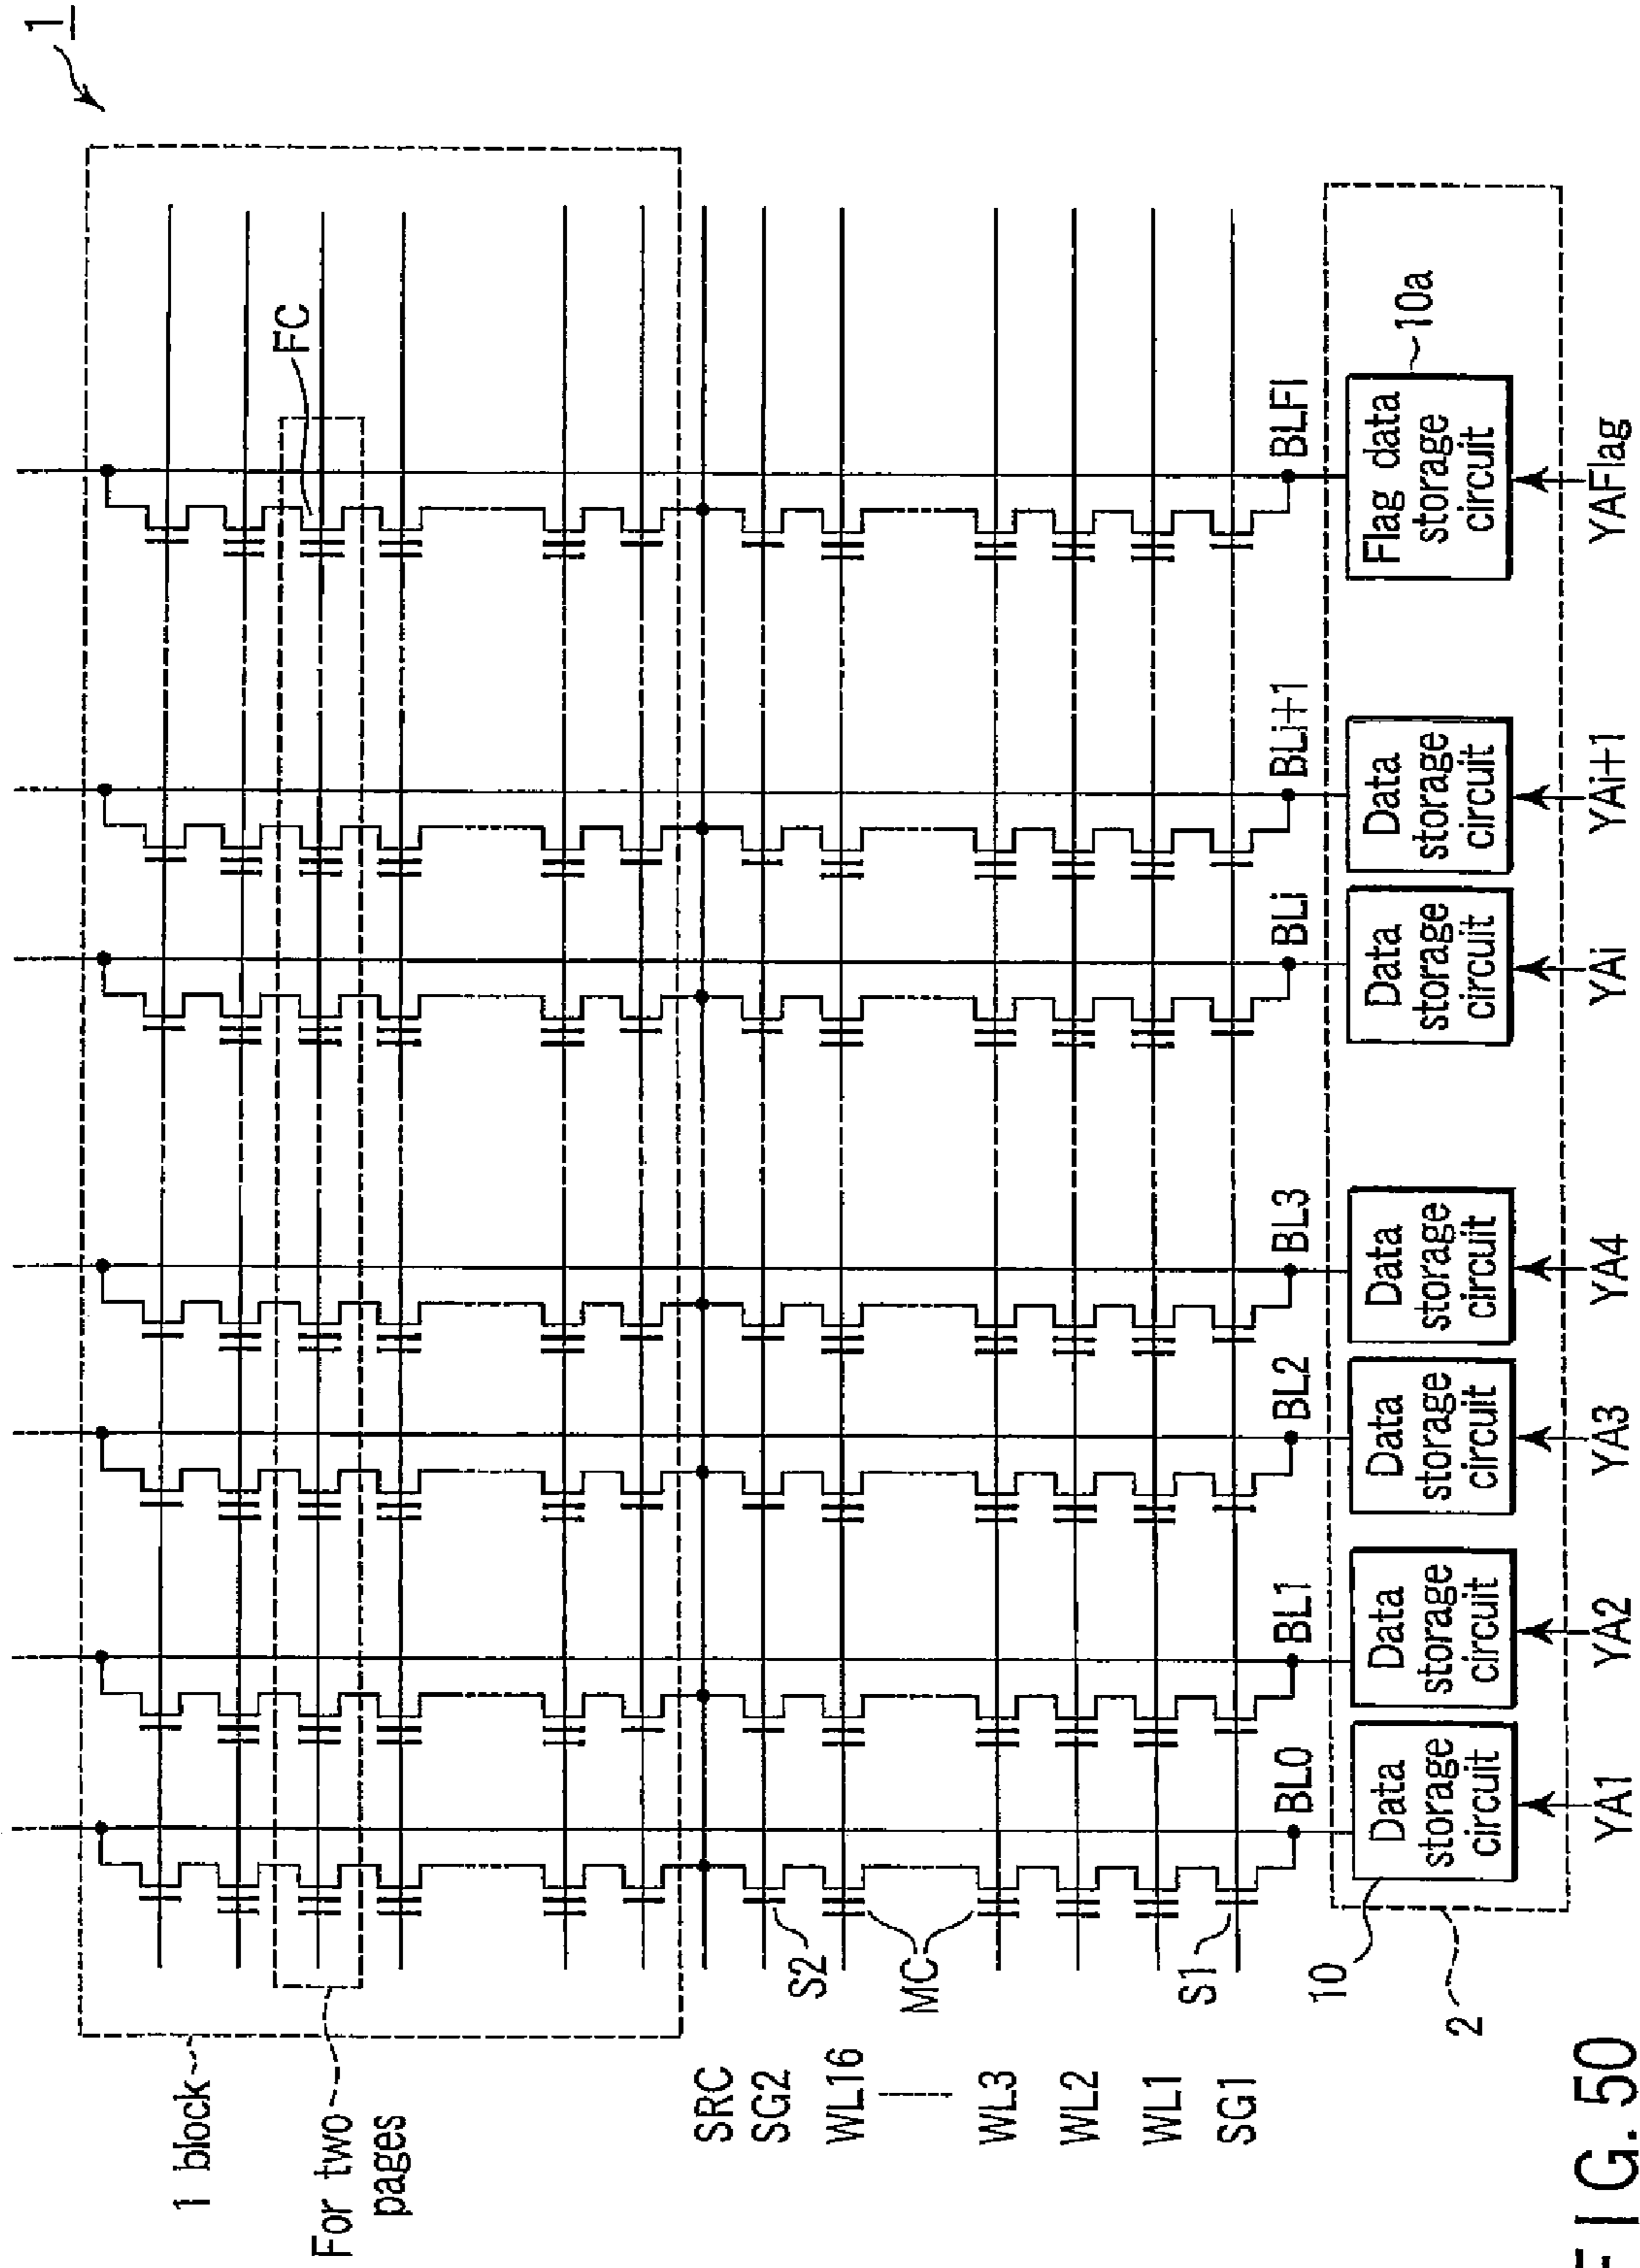 1
1 block
For two
pages
FC
SRC
SG2
WL16
WL3
WL2
WL1
SG1
S2
MC
S1
BL0
BL1
BL2
BL3
BLi
BLi+1
BLFl
10
2
Data
storage
circuit
Data
storage
circuit
Data
storage
circuit
Data
storage
circuit
Data
storage
circuit
Data
storage
circuit
Flag data
storage
circuit
10a
YA1
YA2
YA3
YA4
YAi
YAi+1
YAFlag
FIG. 50